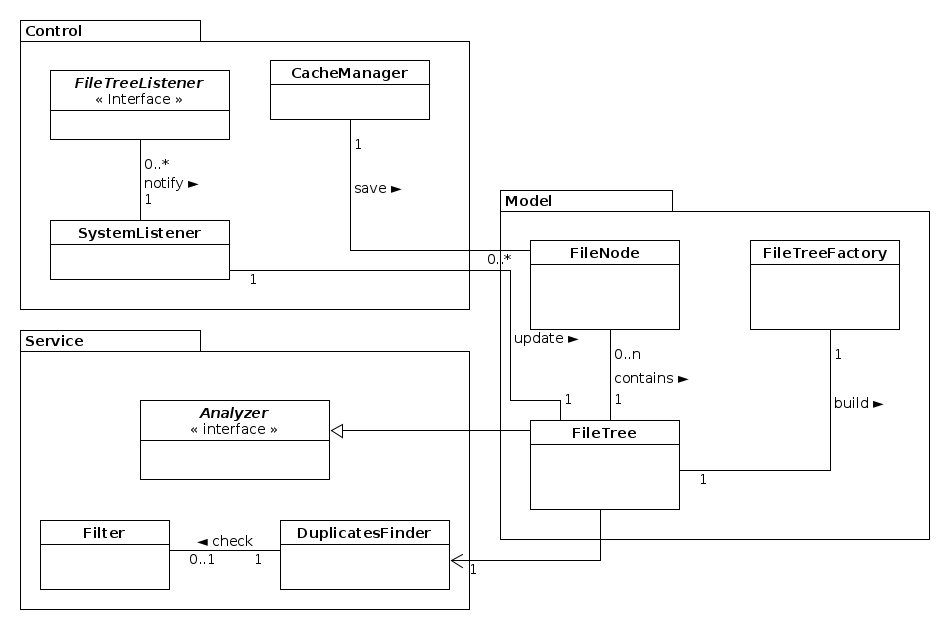 Control
FileTreeListener
« Interface »
CacheManager
0..*
notify ►
1
1
save ►
SystemListener
1
0..*
Model
FileNode
FileTreeFactory
update ►
0..n
contains ►
1
1
1
build ►
FileTree
1
Service
Analyzer
« interface »
Filter
◄ check
0..1
1
DuplicatesFinder
1